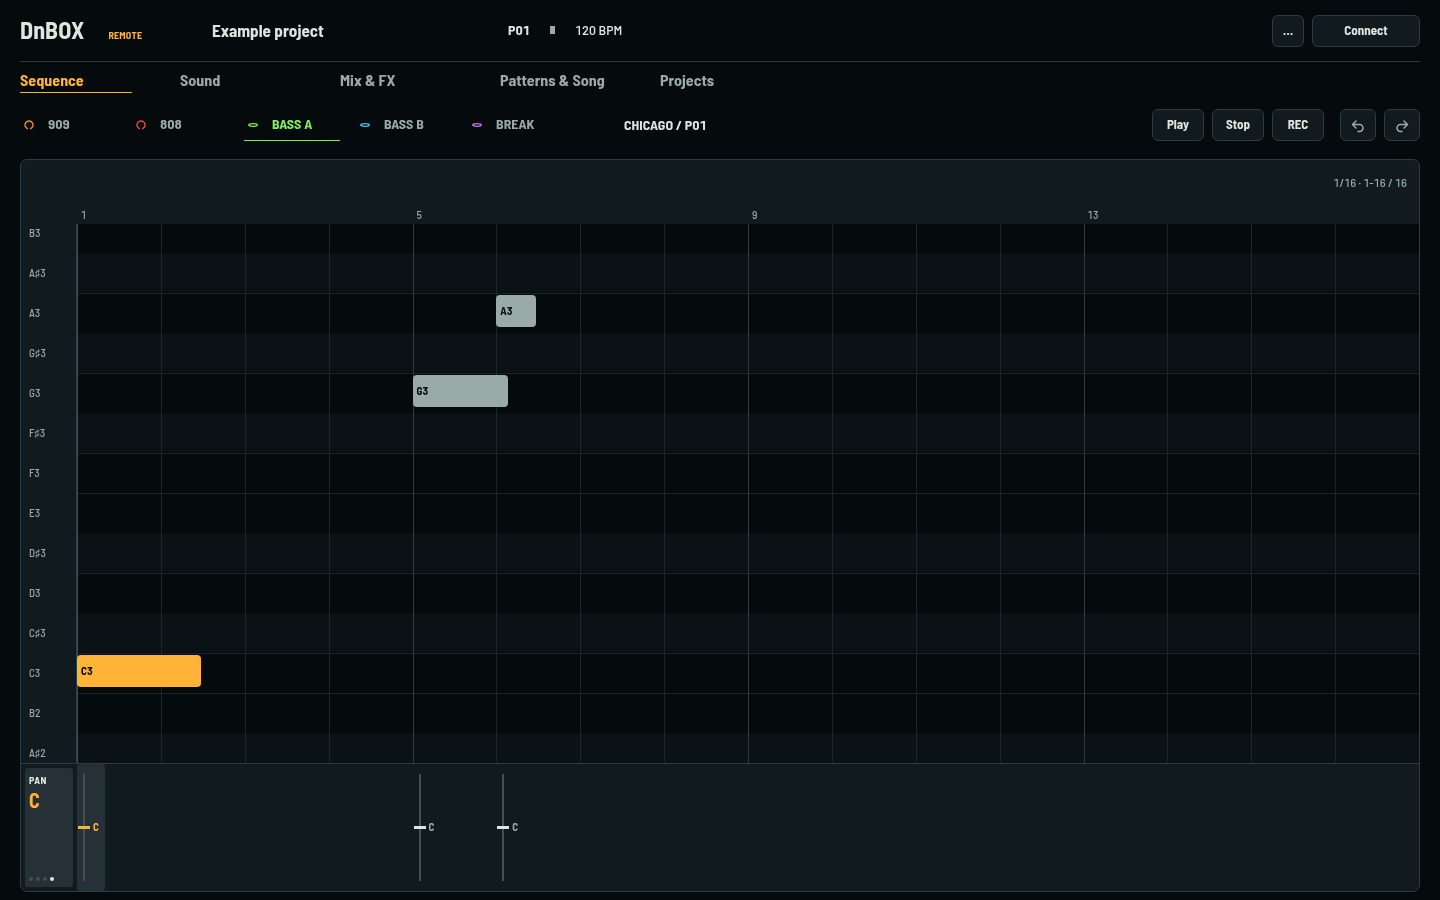 DnBOX REMOTE Example project P01 120 BPM ... Connect
Sequence Sound Mix & FX Patterns & Song Projects
909 808 BASS A BASS B BREAK CHICAGO / P01 Play Stop REC
1/16 · 1-16 / 16
1 5 9 13
B3
A♯3
A3 A3
G♯3
G3 G3
F♯3
F3
E3
D♯3
D3
C♯3
C3 C3
B2
A♯2
PAN
C
C C C